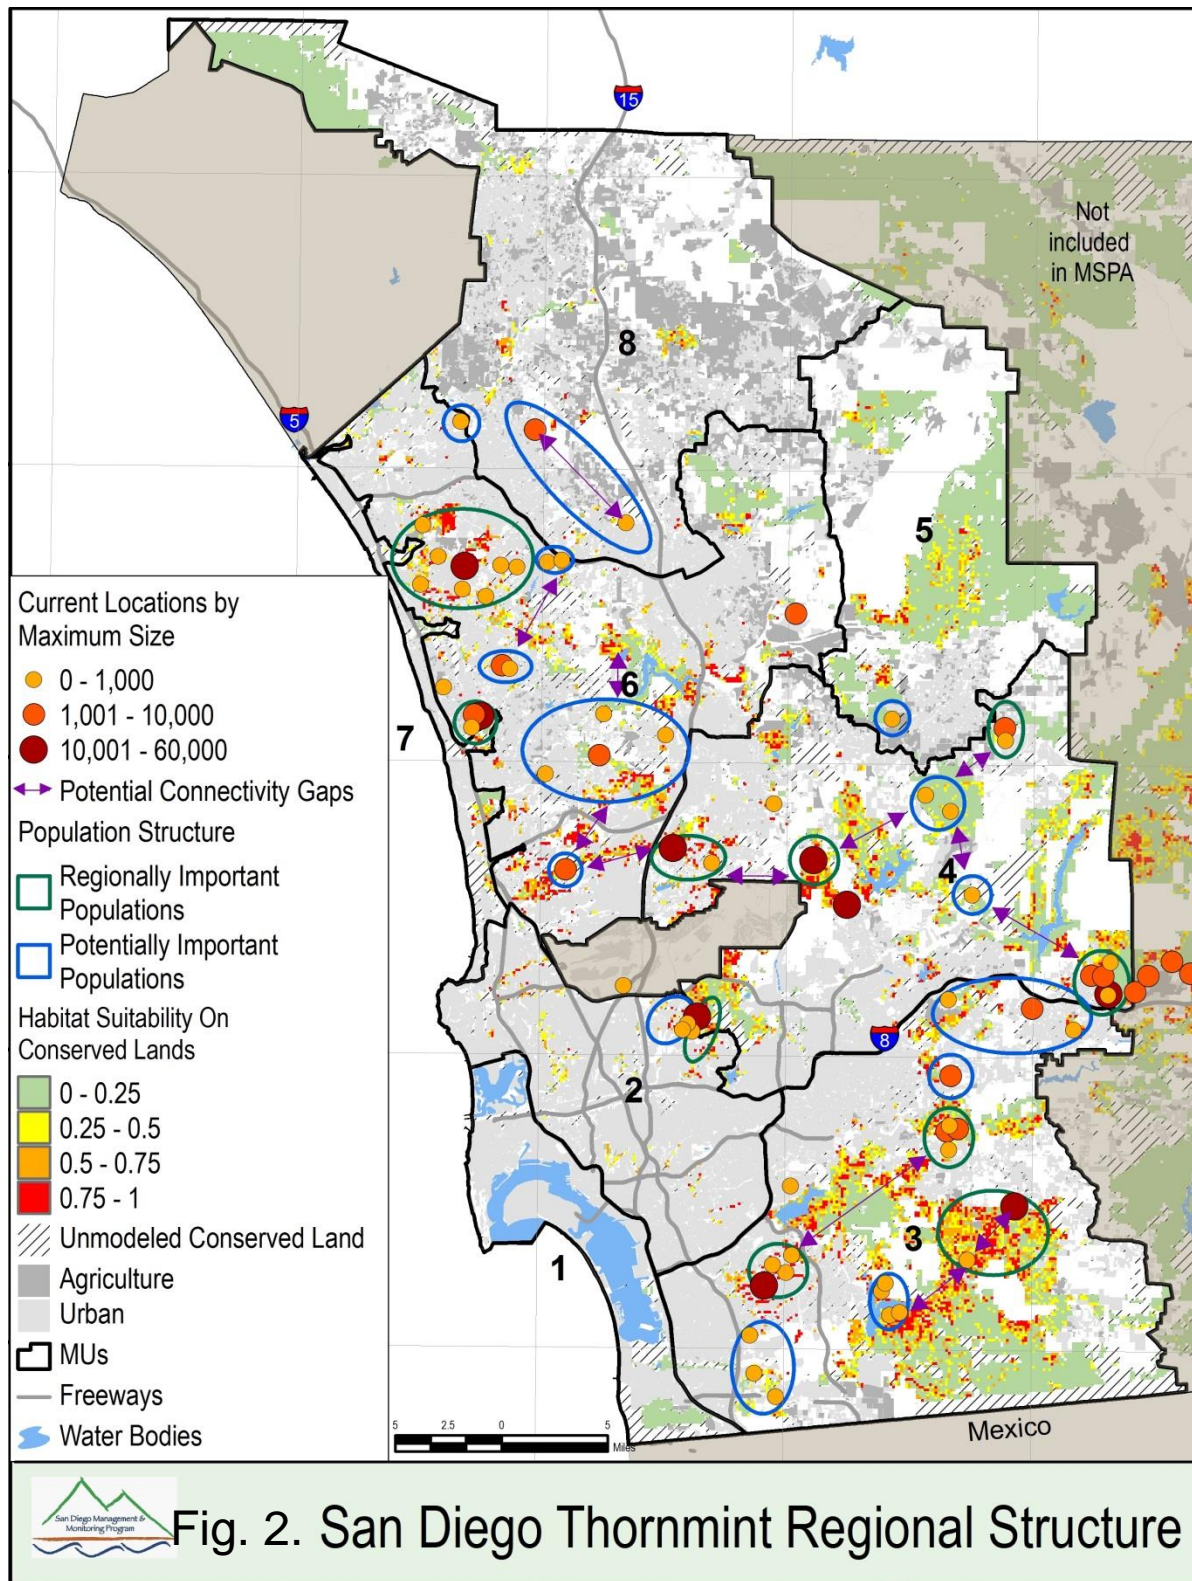 15
Not
included
in MSPA
8
5
5
6
7
4
8
2
3
1
Mexico
Current Locations by
Maximum Size
0 - 1,000
1,001 - 10,000
10,001 - 60,000
Potential Connectivity Gaps
Population Structure
Regionally Important
Populations
Potentially Important
Populations
Habitat Suitability On
Conserved Lands
0 - 0.25
0.25 - 0.5
0.5 - 0.75
0.75 - 1
Unmodeled Conserved Land
Agriculture
Urban
MUs
Freeways
Water Bodies
5 2.5 0 5
Miles
San Diego Management &
Monitoring Program
Fig. 2. San Diego Thornmint Regional Structure